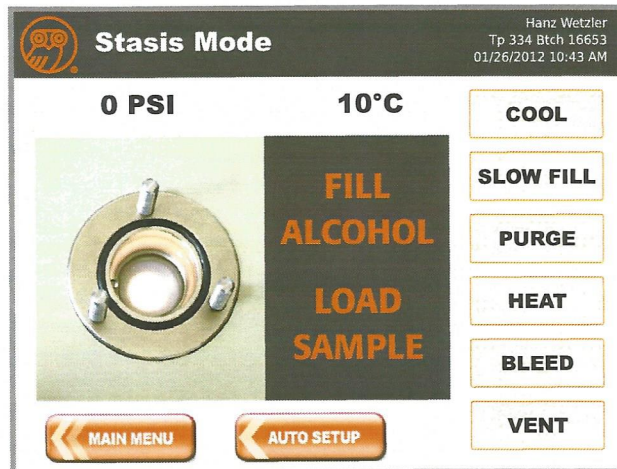 Stasis Mode
Hanz Wetzler
Tp 334 Btch 16653
01/26/2012 10:43 AM
0 PSI
10°C
FILL
ALCOHOL
LOAD
SAMPLE
COOL
SLOW FILL
PURGE
HEAT
BLEED
VENT
MAIN MENU
AUTO SETUP